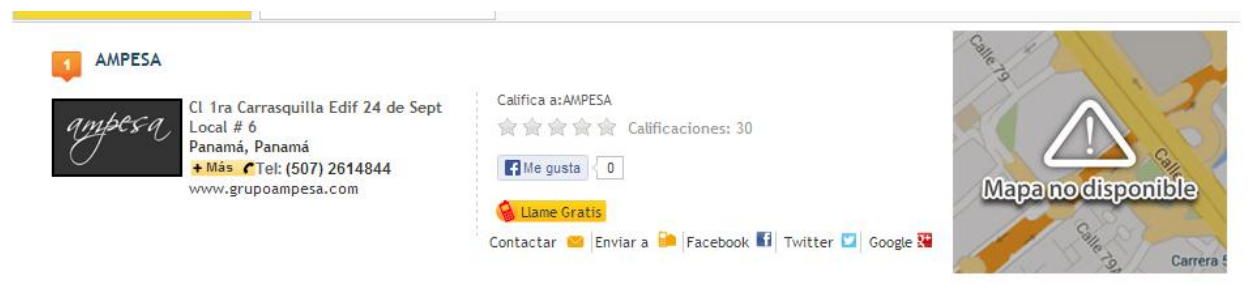 1 AMPESA
ampesa
Cl 1ra Carrasquilla Edif 24 de Sept
Local # 6
Panamá, Panamá
+ Más Tel: (507) 2614844
www.grupoampesa.com
Califica a:AMPESA
Calificaciones: 30
Me gusta 0
Llame Gratis
Contactar Enviar a Facebook Twitter Google
Calle 79
Calle
Mapa no disponible
Calle 79A
Carrera 5